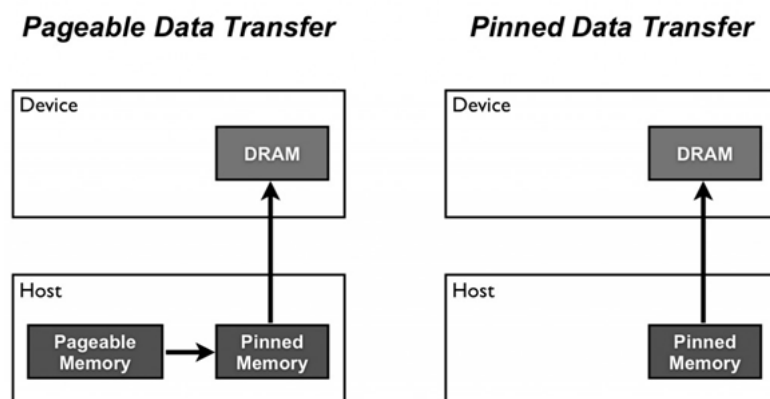 Pageable Data Transfer
Device
DRAM
Host
Pageable
Memory
Pinned
Memory
Pinned Data Transfer
Device
DRAM
Host
Pinned
Memory